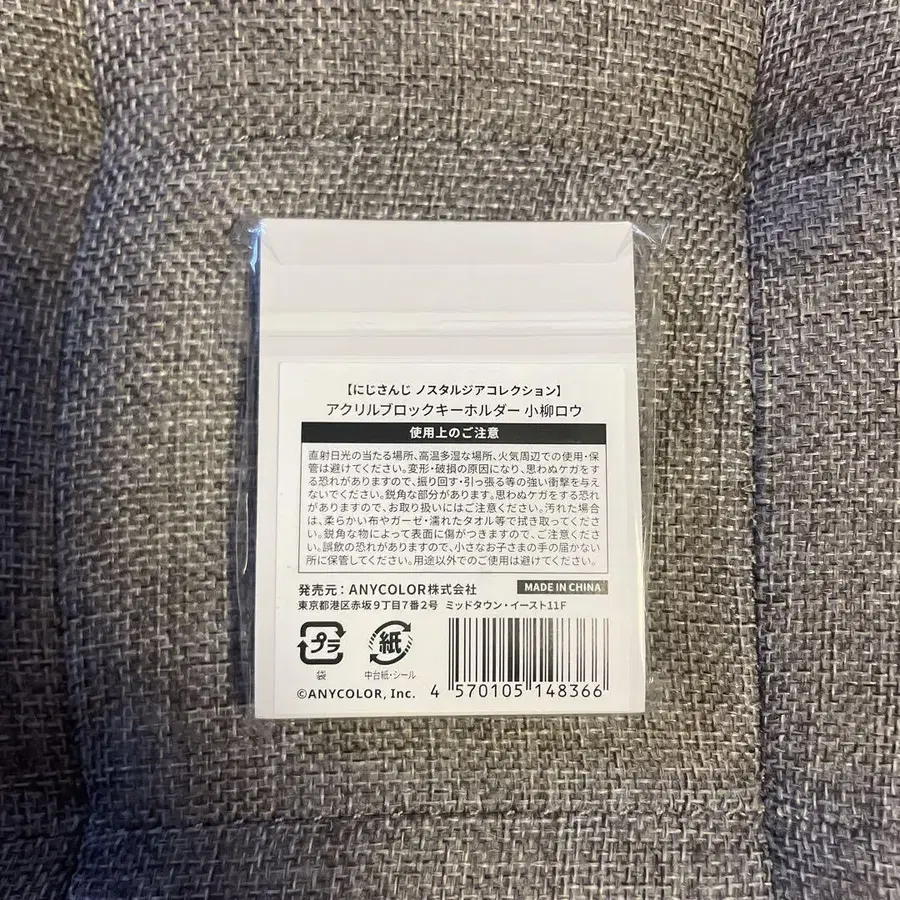 【にじさんじ ノスタルジアコレクション】
アクリルブロックキーホルダー 小柳ロウ
使用上のご注意
直射日光の当たる場所、高温多湿な場所、火気周辺での使用・保
管は避けてください。変形・破損の原因になり、思わぬケガをす
る恐れがありますので、振り回す・引っ張る等の強い衝撃を与え
ないでください。鋭角な部分があります。思わぬケガをする恐れ
がありますので、お取り扱いにはご注意ください。汚れた場合
は、柔らかい布やガーゼ・濡れたタオル等で拭き取ってくださ
い。鋭角な物によって表面に傷がつきますので、ご注意くださ
い。誤飲の恐れがありますので、小さなお子さまの手の届かない
所に保管してください。用途以外でのご使用は避けてください。
発売元：ANYCOLOR株式会社 MADE IN CHINA
東京都港区赤坂9丁目7番2号 ミッドタウン・イースト11F
プラ 紙
袋 中台紙・シール
©ANYCOLOR, Inc. 4 570105 148366